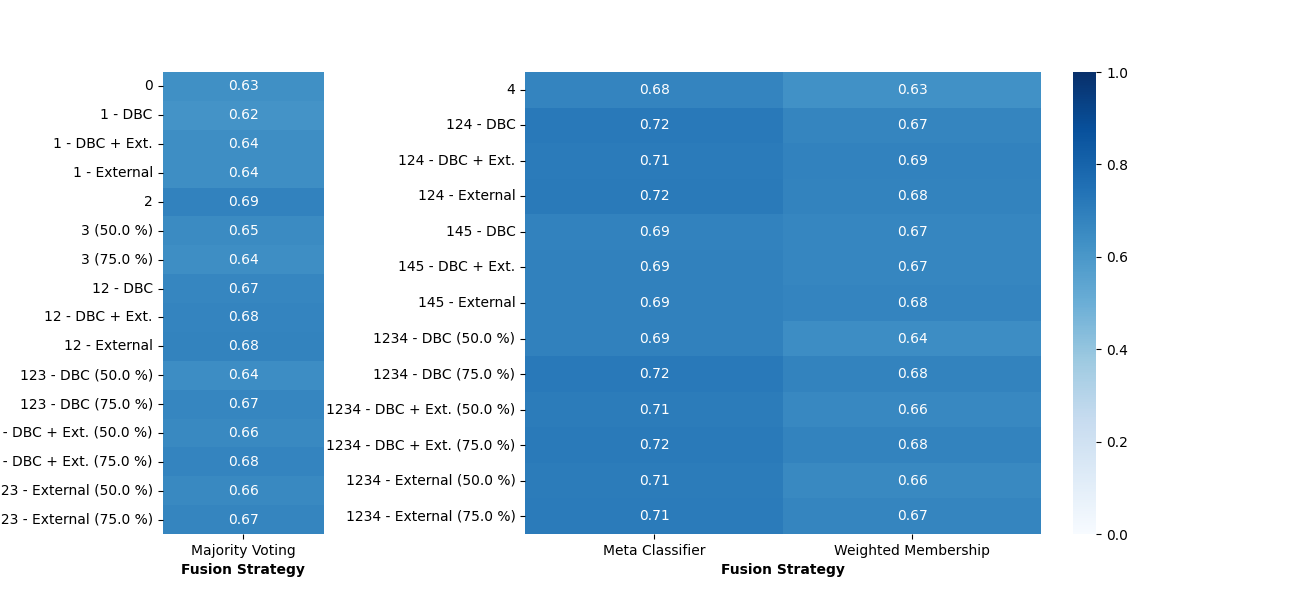 0 0.63
1 - DBC 0.62
1 - DBC + Ext. 0.64
1 - External 0.64
2 0.69
3 (50.0 %) 0.65
3 (75.0 %) 0.64
12 - DBC 0.67
12 - DBC + Ext. 0.68
12 - External 0.68
123 - DBC (50.0 %) 0.64
123 - DBC (75.0 %) 0.67
- DBC + Ext. (50.0 %) 0.66
- DBC + Ext. (75.0 %) 0.68
23 - External (50.0 %) 0.66
23 - External (75.0 %) 0.67
Majority Voting
Fusion Strategy
4 0.68 0.63
124 - DBC 0.72 0.67
124 - DBC + Ext. 0.71 0.69
124 - External 0.72 0.68
145 - DBC 0.69 0.67
145 - DBC + Ext. 0.69 0.67
145 - External 0.69 0.68
1234 - DBC (50.0 %) 0.69 0.64
1234 - DBC (75.0 %) 0.72 0.68
1234 - DBC + Ext. (50.0 %) 0.71 0.66
1234 - DBC + Ext. (75.0 %) 0.72 0.68
1234 - External (50.0 %) 0.71 0.66
1234 - External (75.0 %) 0.71 0.67
Meta Classifier Weighted Membership
Fusion Strategy
1.0
0.8
0.6
0.4
0.2
0.0